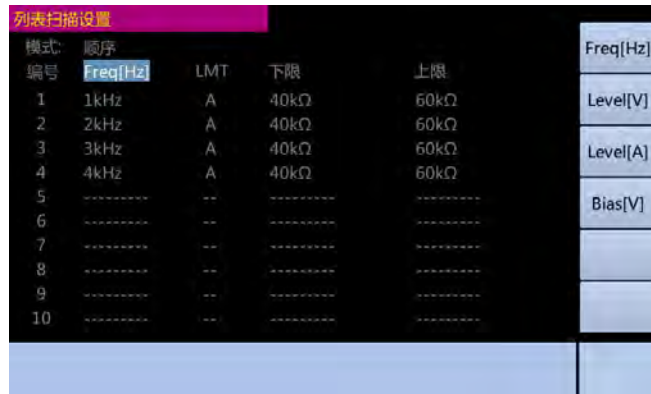 列表扫描设置
模式: 顺序
编号 Freq[Hz] LMT 下限 上限
1 1kHz A 40kΩ 60kΩ
2 2kHz A 40kΩ 60kΩ
3 3kHz A 40kΩ 60kΩ
4 4kHz A 40kΩ 60kΩ
5 --------- -- --------- ---------
6 --------- -- --------- ---------
7 --------- -- --------- ---------
8 --------- -- --------- ---------
9 --------- -- --------- ---------
10 --------- -- --------- ---------
Freq[Hz]
Level[V]
Level[A]
Bias[V]